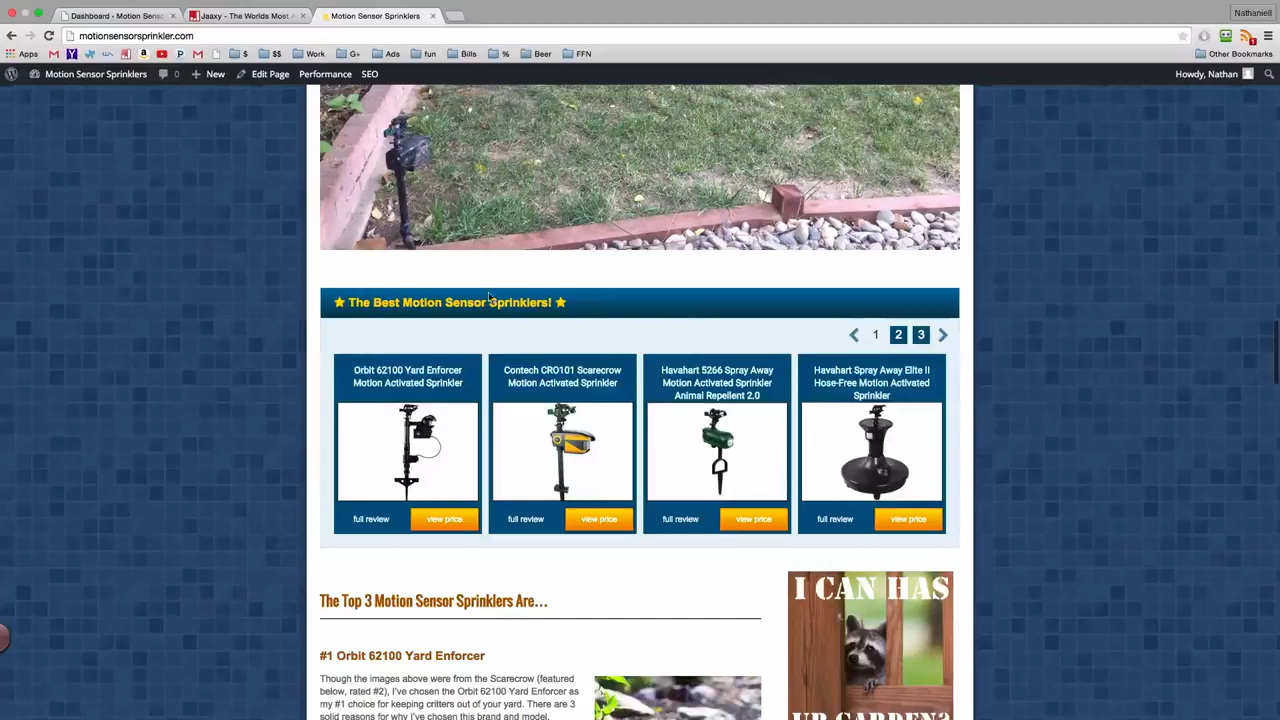 Dashboard - Motion Senso
Jaaxy - The Worlds Most A
Motion Sensor Sprinklers
Nathaniell
motionsensorsprinkler.com
Apps
$
$$
Work
G+
Ads
fun
Bills
%
Beer
FFN
Other Bookmarks
Motion Sensor Sprinklers
0
New
Edit Page
Performance
SEO
Howdy, Nathan
The Best Motion Sensor Sprinklers!
1
2
3
Orbit 62100 Yard Enforcer
Motion Activated Sprinkler
Contech CRO101 Scarecrow
Motion Activated Sprinkler
Havahart 5266 Spray Away
Motion Activated Sprinkler
Animal Repellent 2.0
Havahart Spray Away Elite II
Hose-Free Motion Activated
Sprinkler
full review
view price
full review
view price
full review
view price
full review
view price
The Top 3 Motion Sensor Sprinklers Are...
#1 Orbit 62100 Yard Enforcer
Though the images above were from the Scarecrow (featured
below, rated #2), I've chosen the Orbit 62100 Yard Enforcer as
my #1 choice for keeping critters out of your yard. There are 3
solid reasons for why I've chosen this brand and model.
I CAN HAS
UR GARDEN?